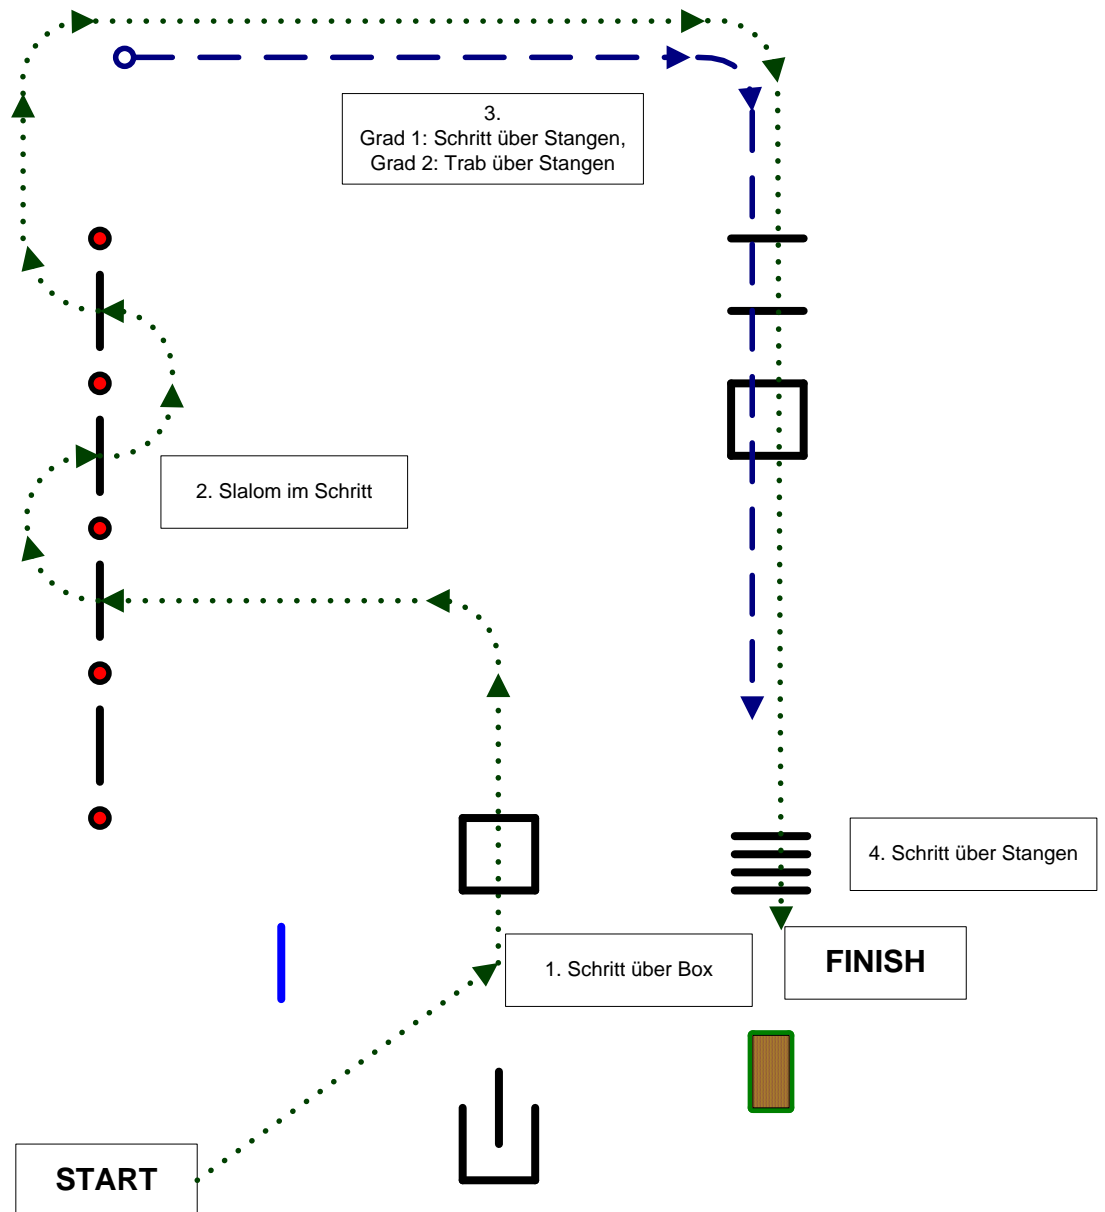 3.
Grad 1: Schritt über Stangen,
Grad 2: Trab über Stangen
2. Slalom im Schritt
4. Schritt über Stangen
1. Schritt über Box
FINISH
START